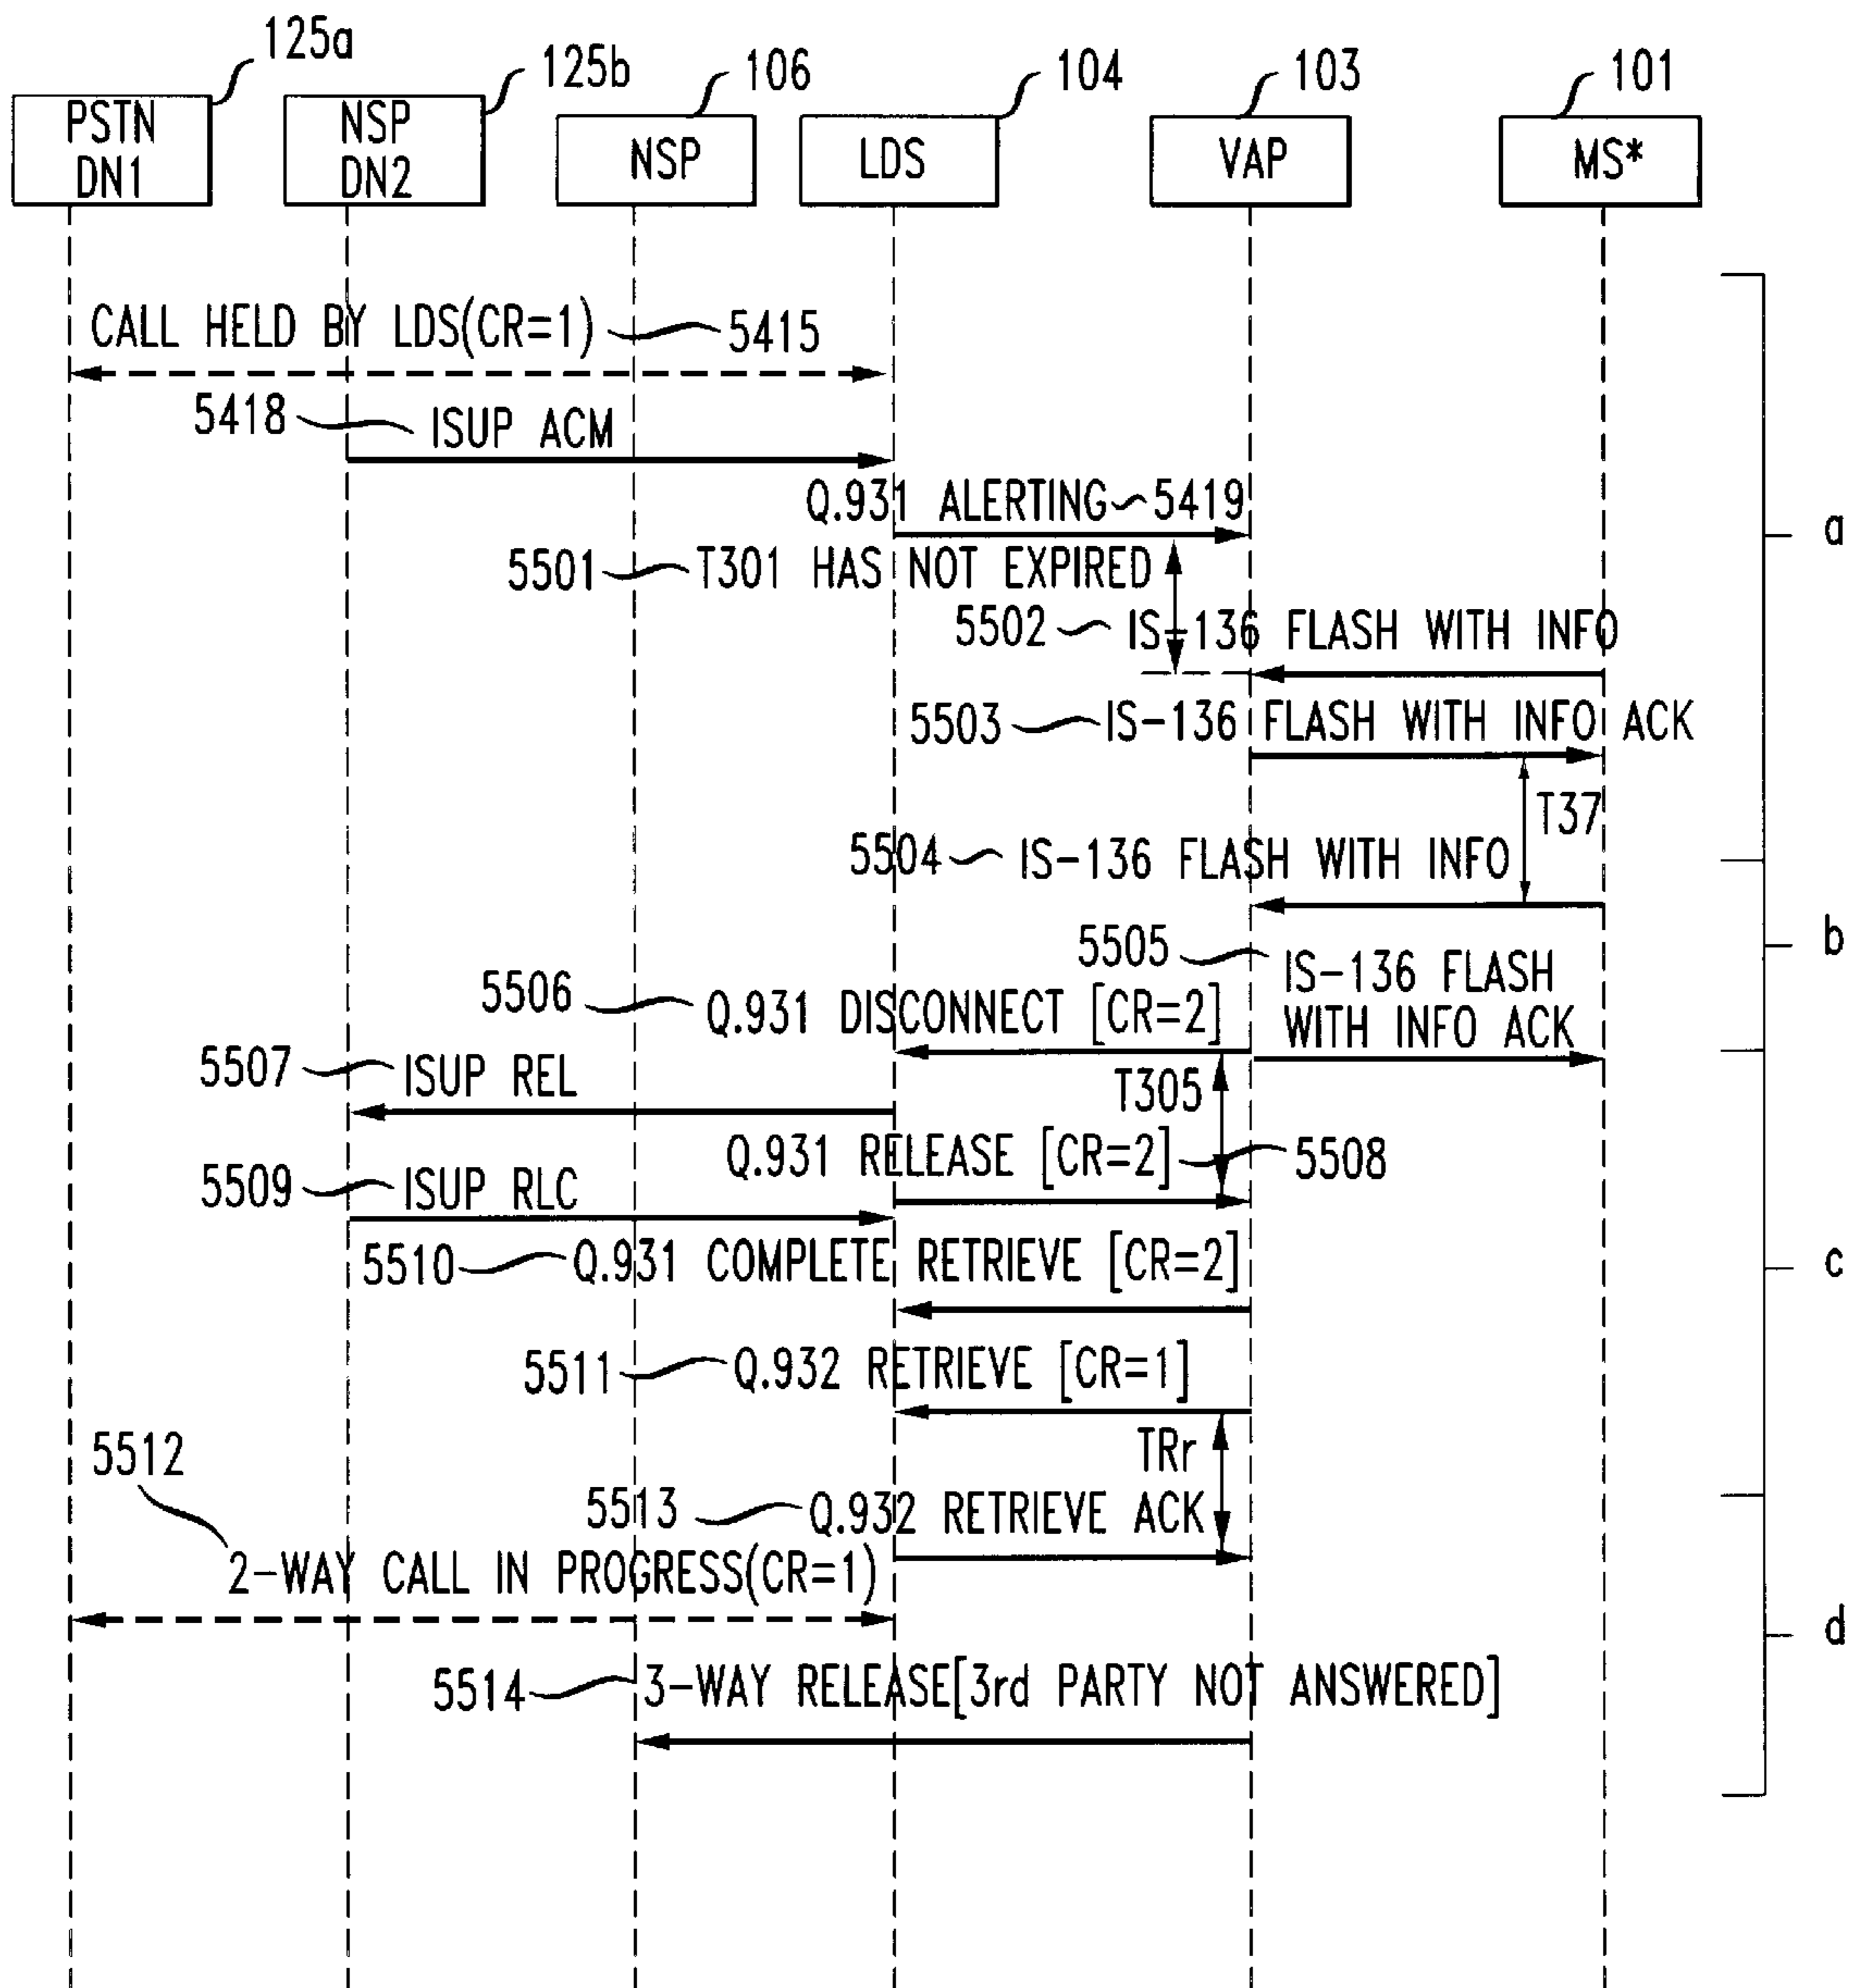 125a
125b
106
104
103
101
PSTN
DN1
NSP
DN2
NSP
LDS
VAP
MS*
CALL HELD BY LDS(CR=1)
5415
5418
ISUP ACM
Q.931 ALERTING
5419
a
5501
T301 HAS NOT EXPIRED
5502
IS-136 FLASH WITH INFO
5503
IS-136 FLASH WITH INFO ACK
T37
5504
IS-136 FLASH WITH INFO
b
5505
IS-136 FLASH
WITH INFO ACK
5506
Q.931 DISCONNECT [CR=2]
5507
ISUP REL
T305
Q.931 RELEASE [CR=2]
5508
5509
ISUP RLC
5510
Q.931 COMPLETE RETRIEVE [CR=2]
c
5511
Q.932 RETRIEVE [CR=1]
TRr
5512
5513
Q.932 RETRIEVE ACK
2-WAY CALL IN PROGRESS(CR=1)
d
5514
3-WAY RELEASE[3rd PARTY NOT ANSWERED]